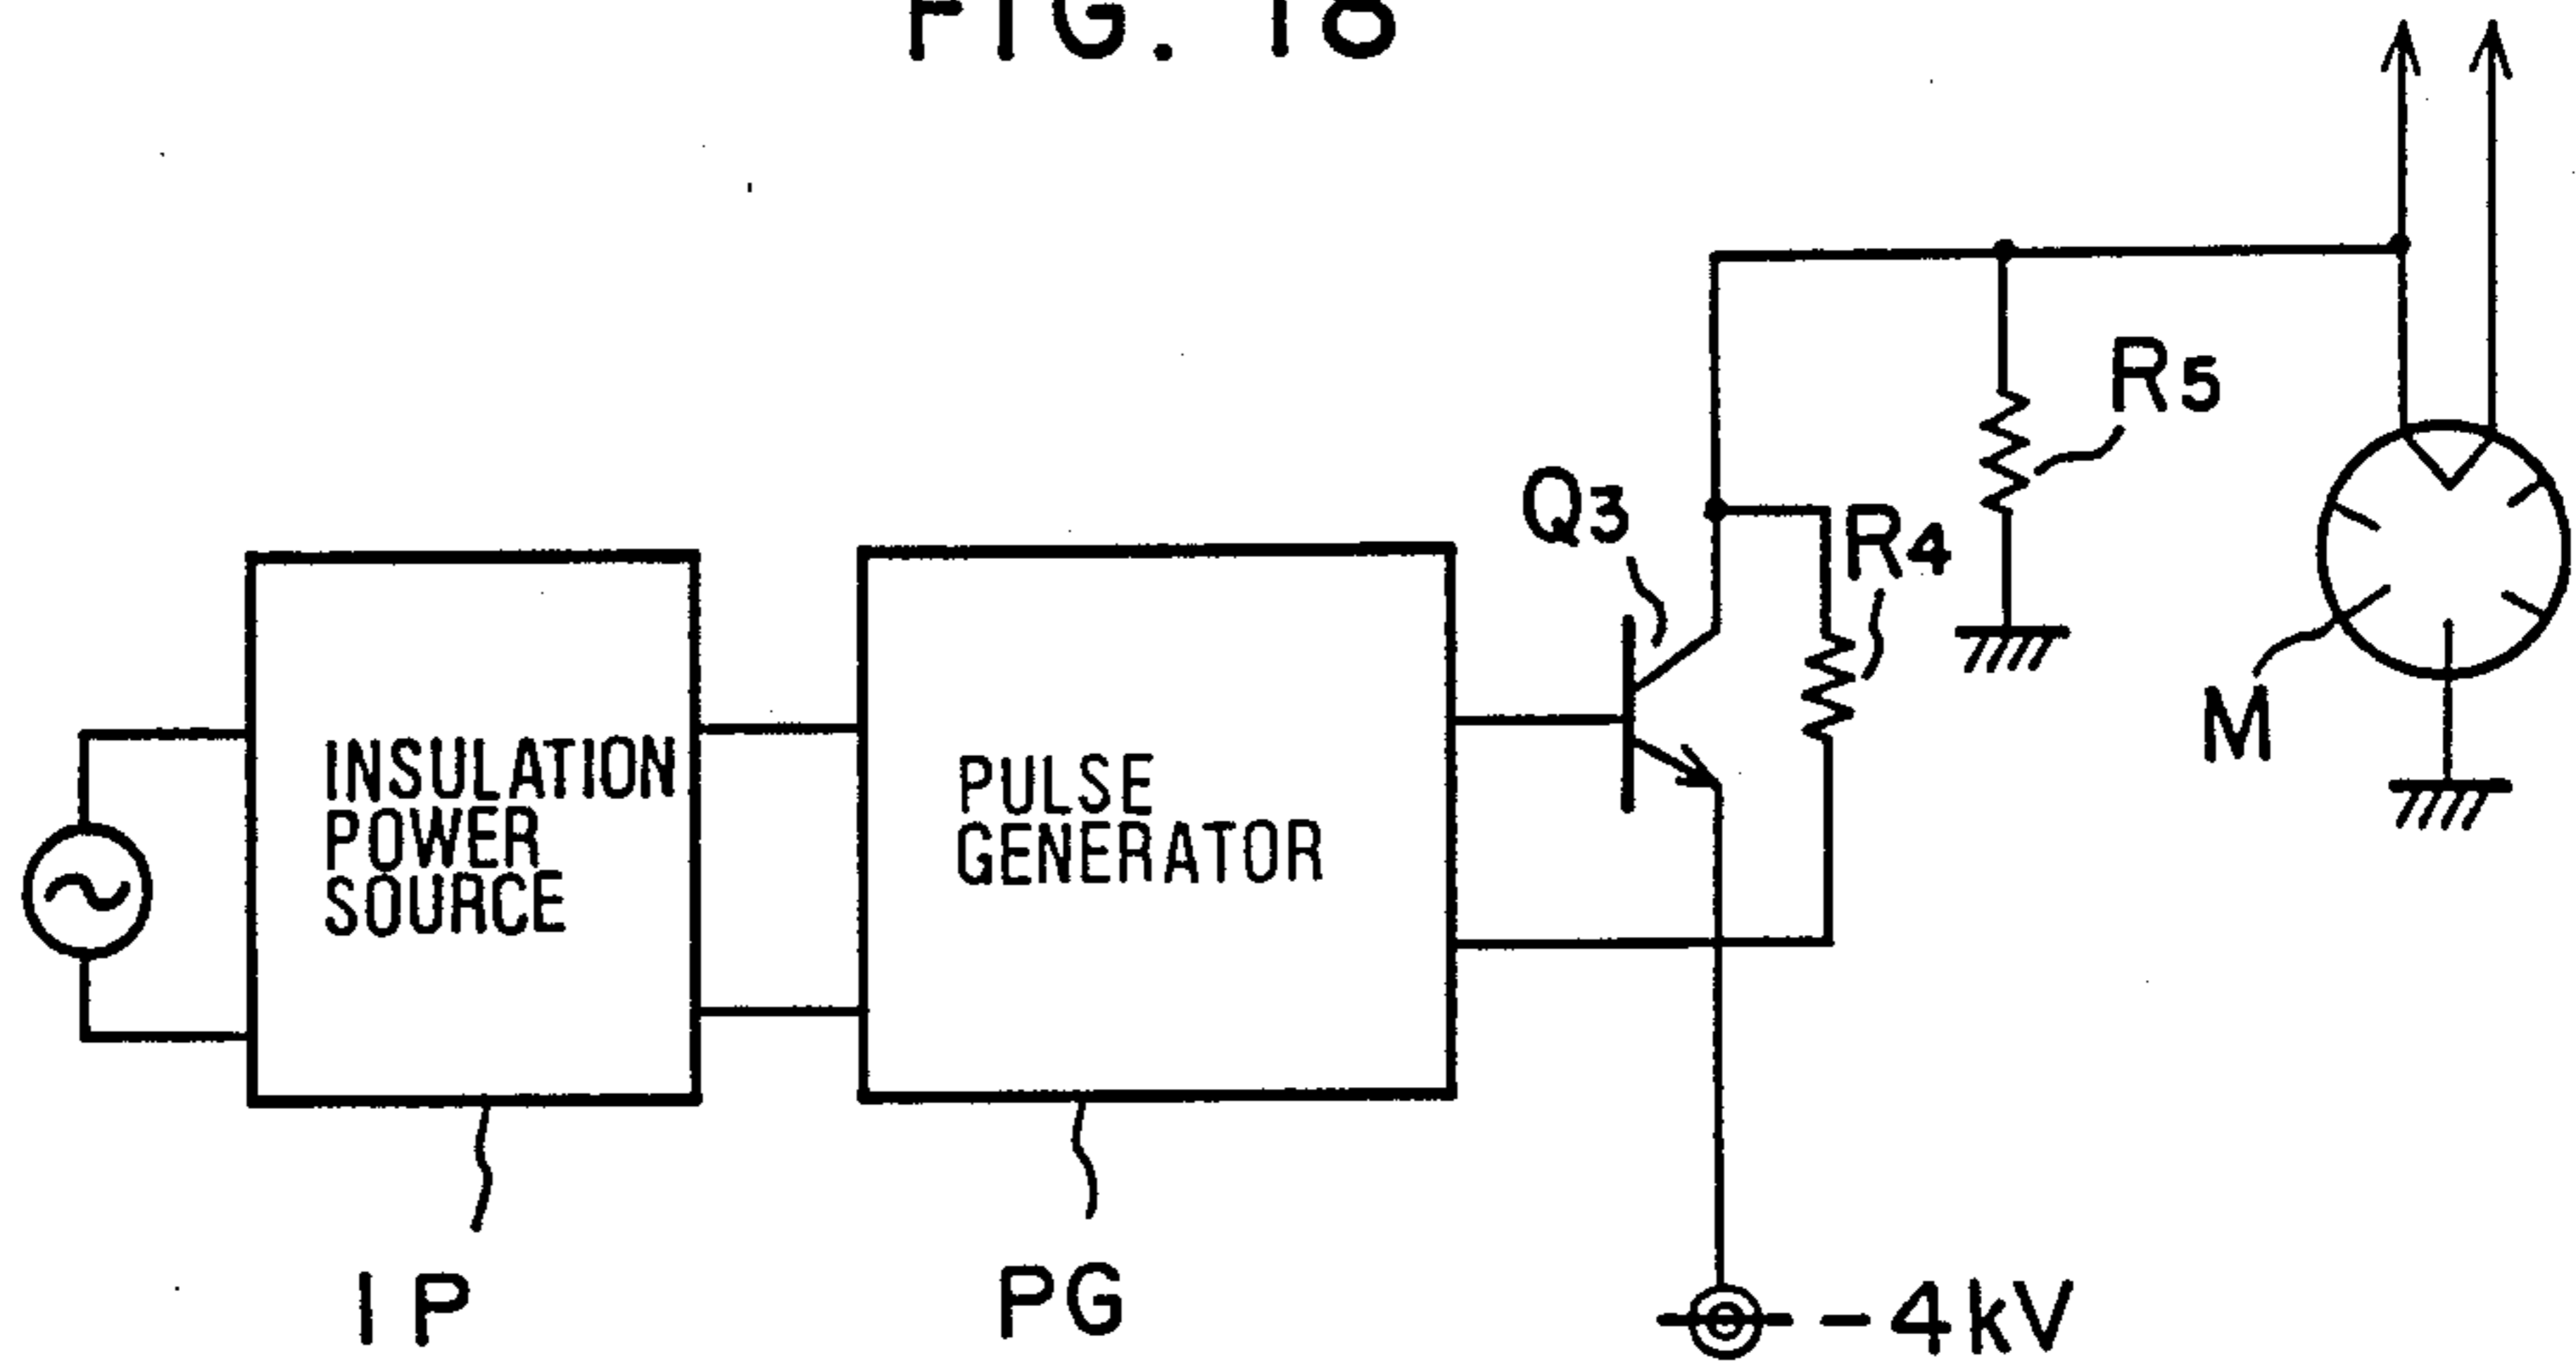 FIG. 18
R5
Q3
R4
M
INSULATION
POWER
SOURCE
PULSE
GENERATOR
IP
PG
-4kV